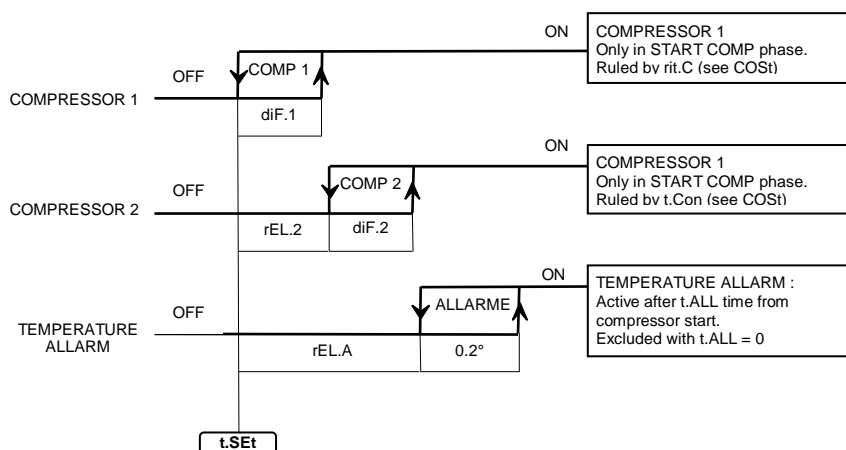 ON
COMPRESSOR 1
Only in START COMP phase.
Ruled by rit.C (see COSt)
OFF
COMP 1
COMPRESSOR 1
diF.1
ON
COMPRESSOR 1
Only in START COMP phase.
Ruled by t.Con (see COSt)
OFF
COMP 2
COMPRESSOR 2
rEL.2
diF.2
ON
TEMPERATURE ALLARM :
Active after t.ALL time from
compressor start.
Excluded with t.ALL = 0
OFF
ALLARME
TEMPERATURE
ALLARM
rEL.A
0.2°
t.SEt